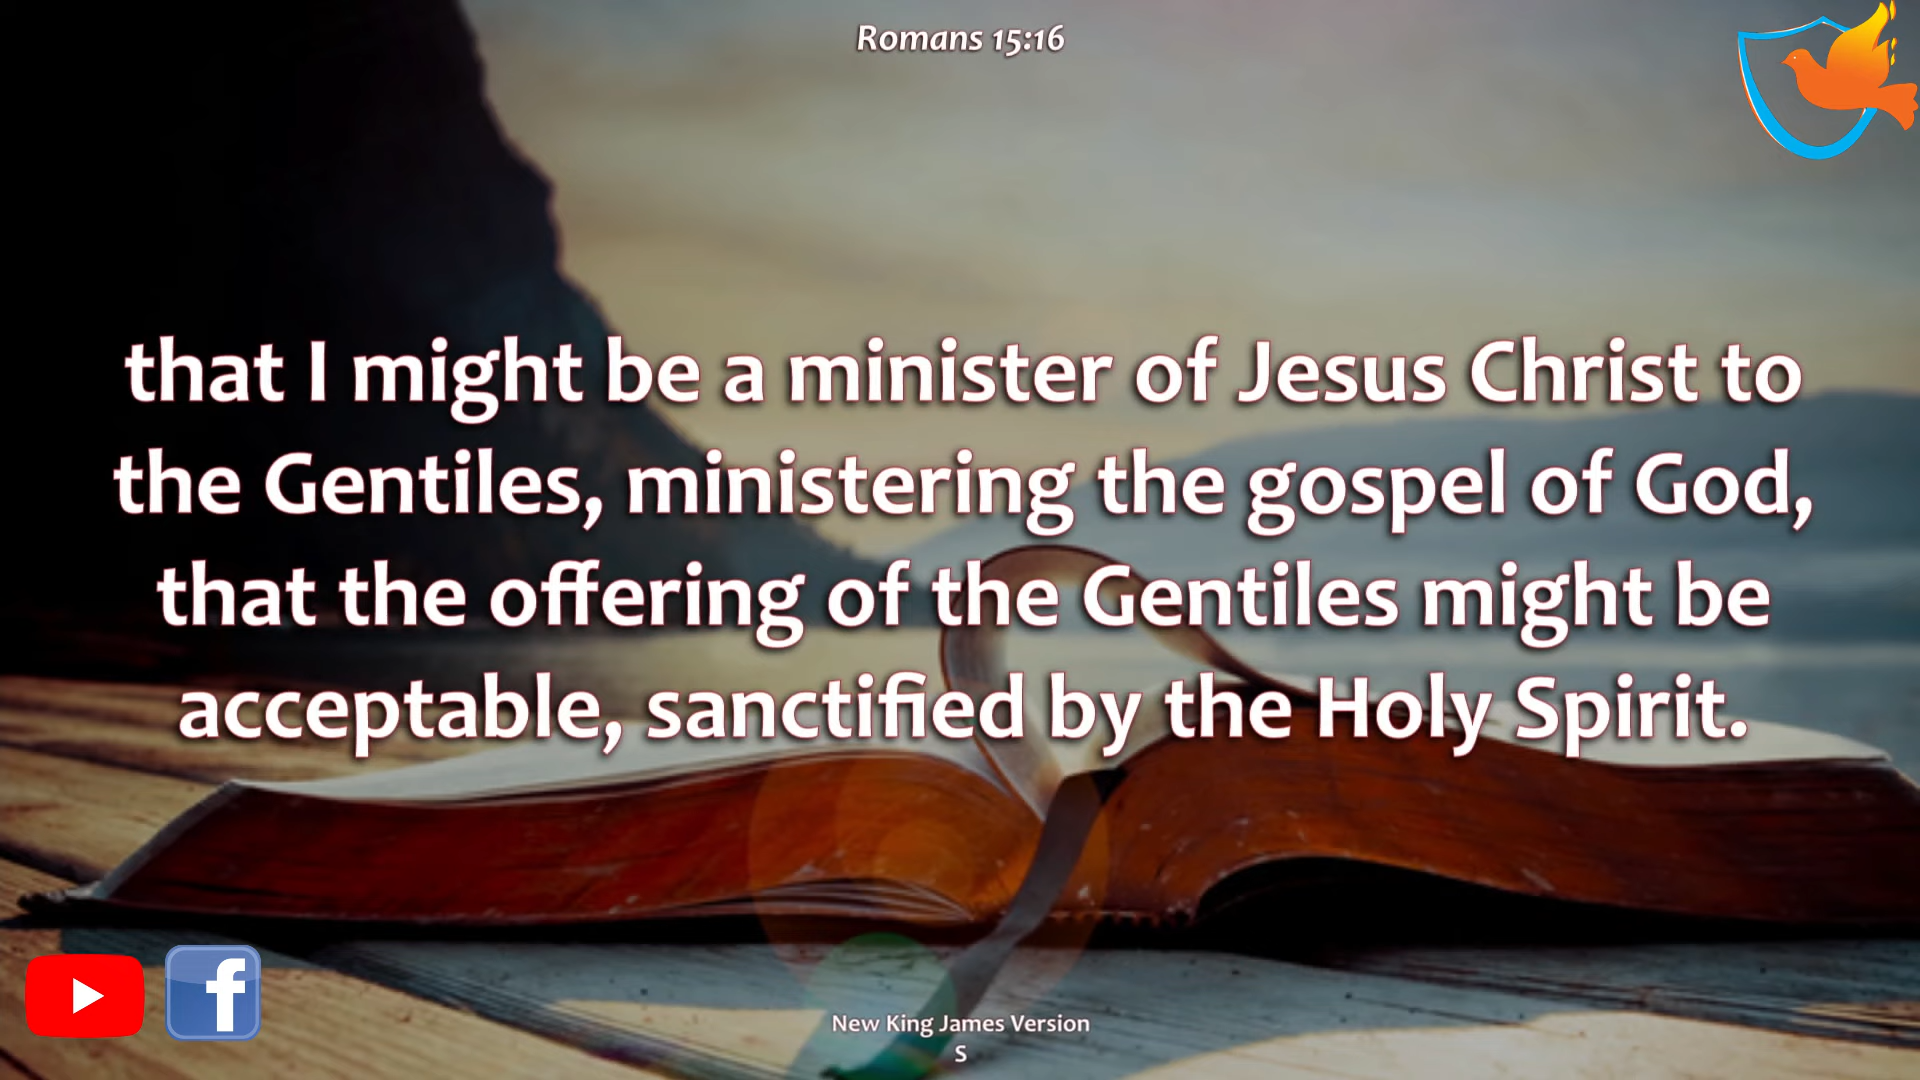 Romans 15:16
that I might be a minister of Jesus Christ to
the Gentiles, ministering the gospel of God,
that the offering of the Gentiles might be
acceptable, sanctified by the Holy Spirit.
f
New King James Version
S